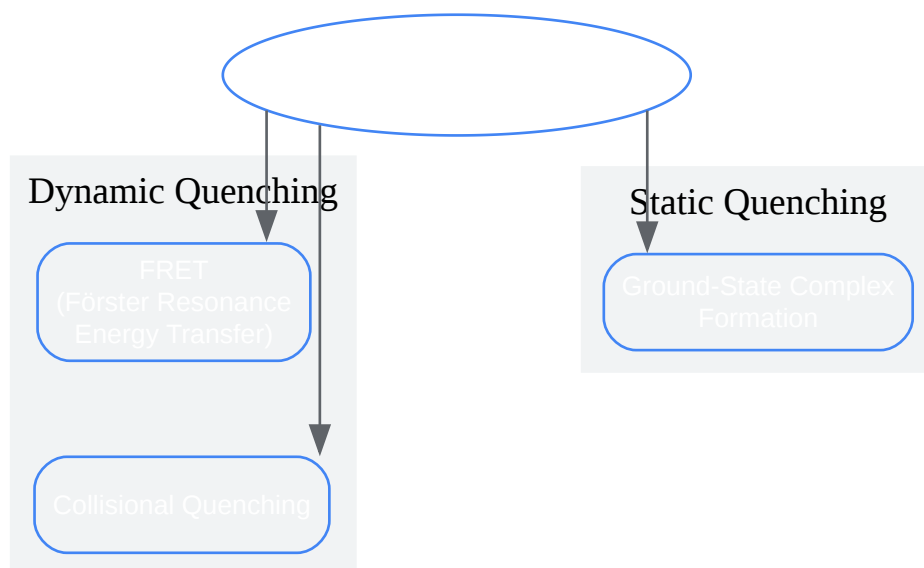 Dynamic Quenching
Static Quenching
FRET
(Förster Resonance
Energy Transfer)
Ground-State Complex
Formation
Collisional Quenching